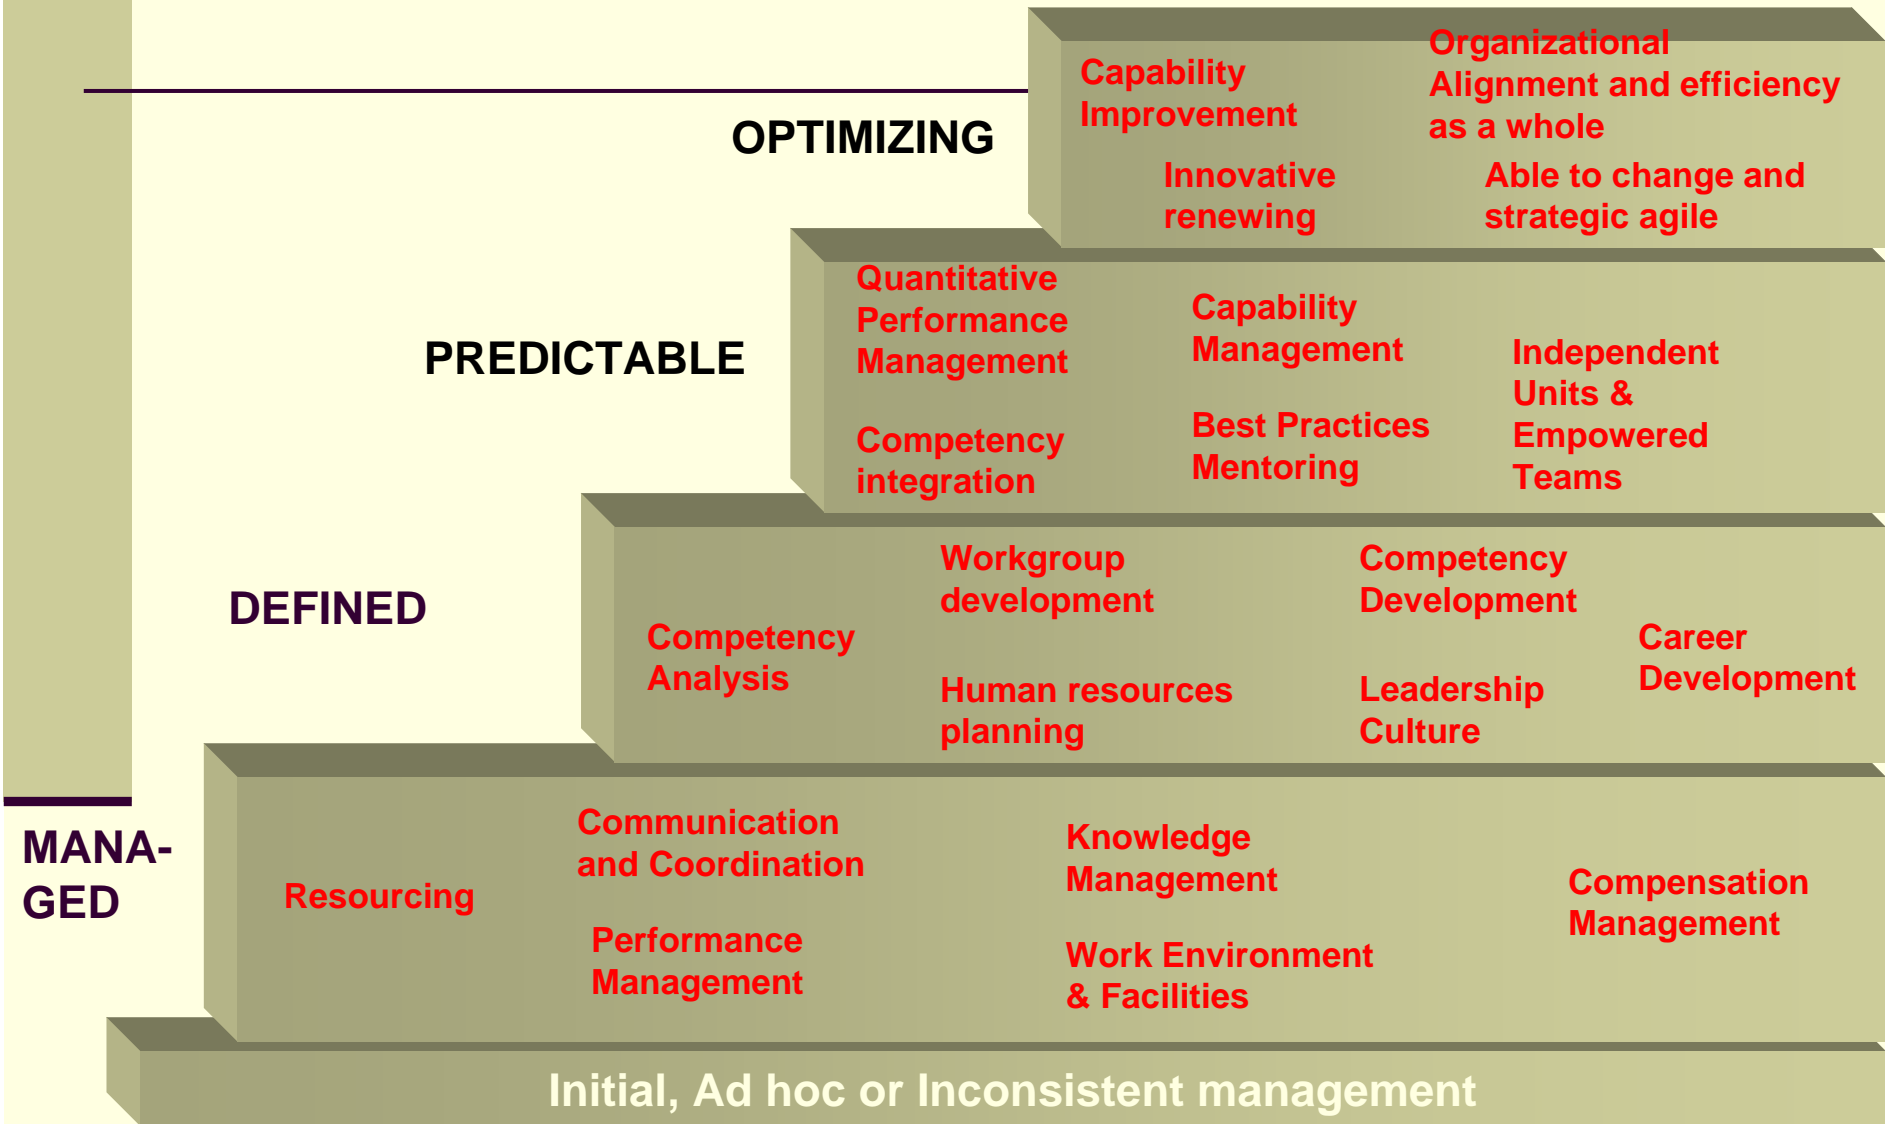 Capability
Improvement
Organizational
Alignment and efficiency
as a whole
OPTIMIZING
Innovative
renewing
Able to change and
strategic agile
Quantitative
Performance
Management
Capability
Management
PREDICTABLE
Independent
Units &
Empowered
Teams
Competency
integration
Best Practices
Mentoring
Workgroup
development
Competency
Development
DEFINED
Competency
Analysis
Career
Development
Human resources
planning
Leadership
Culture
MANA-
GED
Communication
and Coordination
Knowledge
Management
Resourcing
Compensation
Management
Performance
Management
Work Environment
& Facilities
Initial, Ad hoc or Inconsistent management